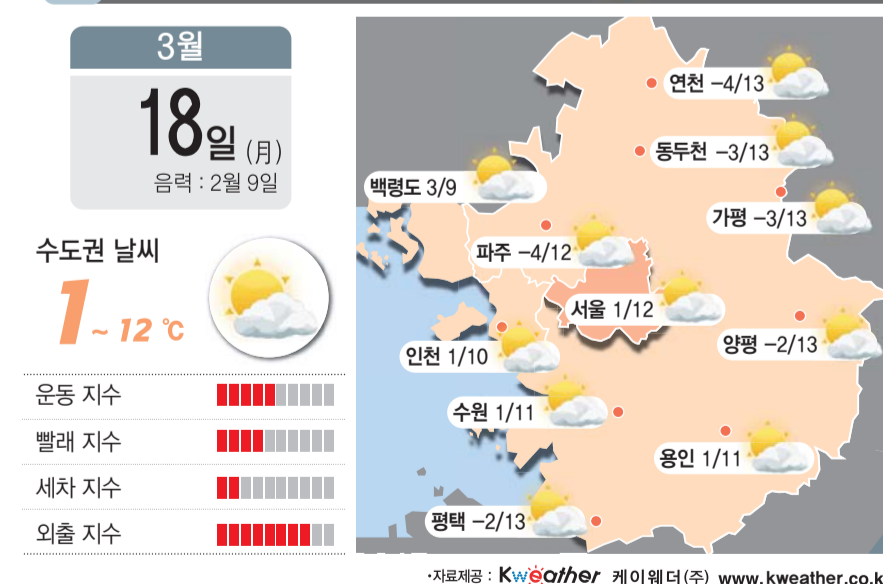 3월
18일 (月)
음력 : 2월 9일
수도권 날씨
1 ~ 12 ℃
운동 지수
빨래 지수
세차 지수
외출 지수
연천 −4/13
동두천 −3/13
백령도 3/9
가평 −3/13
파주 −4/12
서울 1/12
양평 −2/13
인천 1/10
수원 1/11
용인 1/11
평택 −2/13
·자료제공 : Kweather 케이웨더(주) www.kweather.co.k